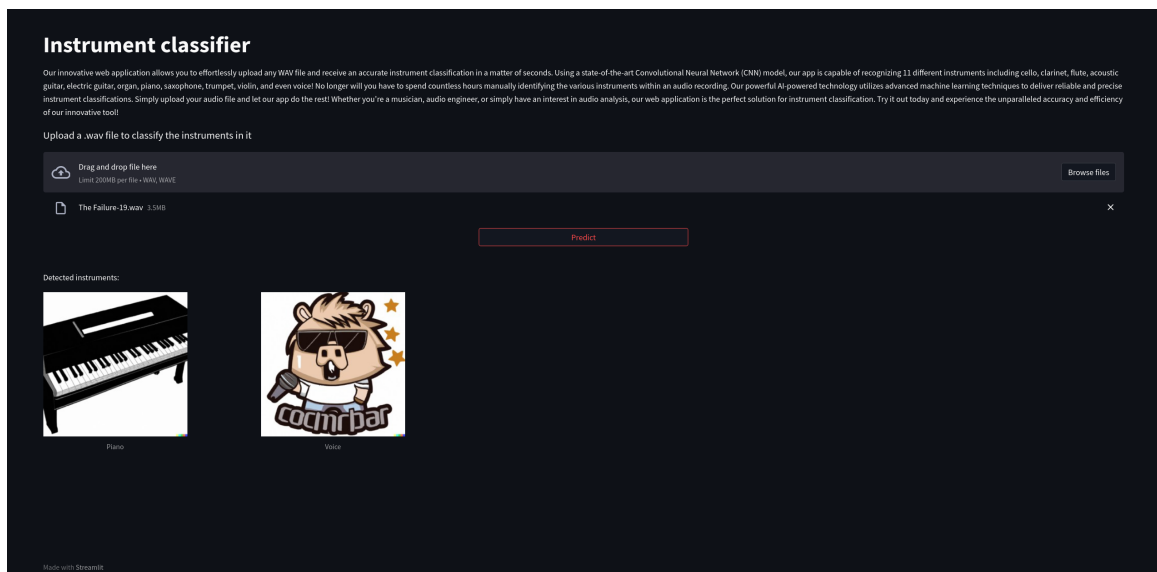 Instrument classifier
Our innovative web application allows you to effortlessly upload any WAV file and receive an accurate instrument classification in a matter of seconds. Using a state-of-the-art Convolutional Neural Network (CNN) model, our app is capable of recognizing 11 different instruments including cello, clarinet, flute, acoustic
guitar, electric guitar, organ, piano, saxophone, trumpet, violin, and even voice! No longer will you have to spend countless hours manually identifying the various instruments within an audio recording. Our powerful AI-powered technology utilizes advanced machine learning techniques to deliver reliable and precise
instrument classifications. Simply upload your audio file and let our app do the rest! Whether you're a musician, audio engineer, or simply have an interest in audio analysis, our web application is the perfect solution for instrument classification. Try it out today and experience the unparalleled accuracy and efficiency
of our innovative tool!
Upload a .wav file to classify the instruments in it
Drag and drop file here
Limit 200MB per file • WAV, WAVE
Browse files
The Failure-19.wav 3.5MB
Predict
Detected instruments:
cocmrbar
Piano
Voice
Made with Streamlit